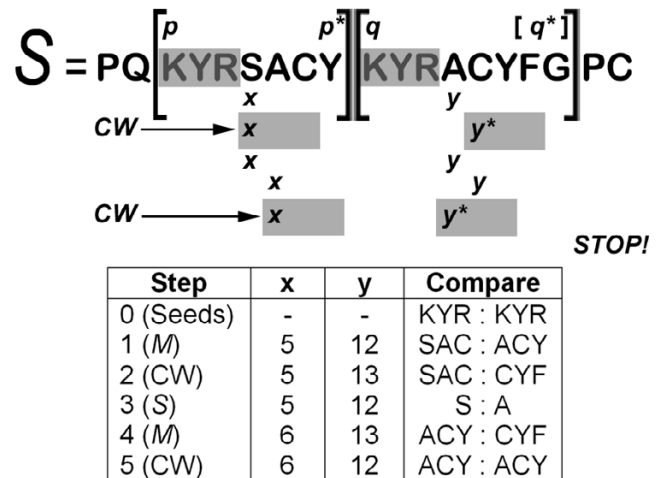 p p* q [ q* ]
S = PQ[KYRSACY][KYRACYFG]PC
x y
CW x y*
x y
x y
CW x y*
STOP!
Step x y Compare
0 (Seeds) - - KYR : KYR
1 (M) 5 12 SAC : ACY
2 (CW) 5 13 SAC : CYF
3 (S) 5 12 S : A
4 (M) 6 13 ACY : CYF
5 (CW) 6 12 ACY : ACY